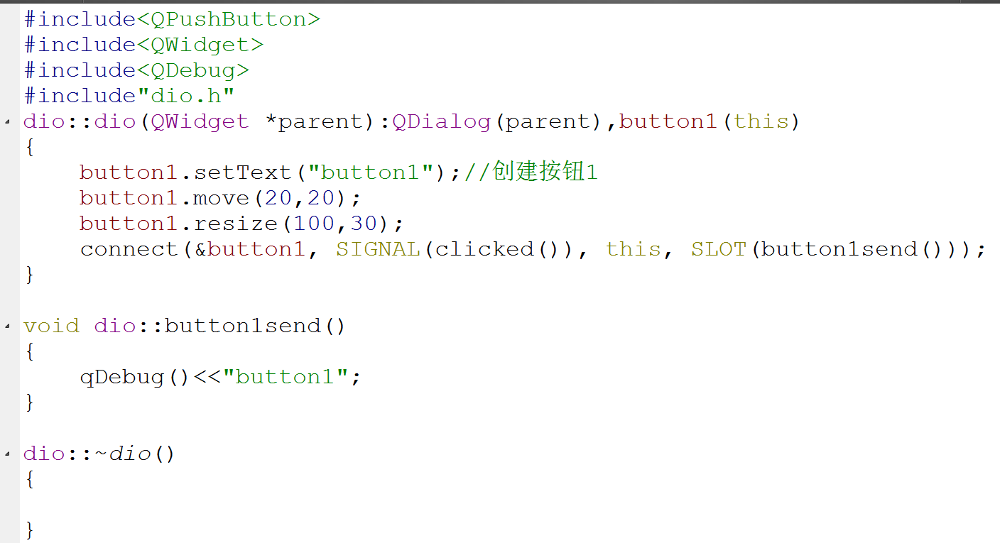 #include<QPushButton>
#include<QWidget>
#include<QDebug>
#include"dio.h"
dio::dio(QWidget *parent):QDialog(parent),button1(this)
{
    button1.setText("button1");//创建按钮1
    button1.move(20,20);
    button1.resize(100,30);
    connect(&button1, SIGNAL(clicked()), this, SLOT(button1send()));
}

void dio::button1send()
{
    qDebug()<<"button1";
}

dio::~dio()
{

}